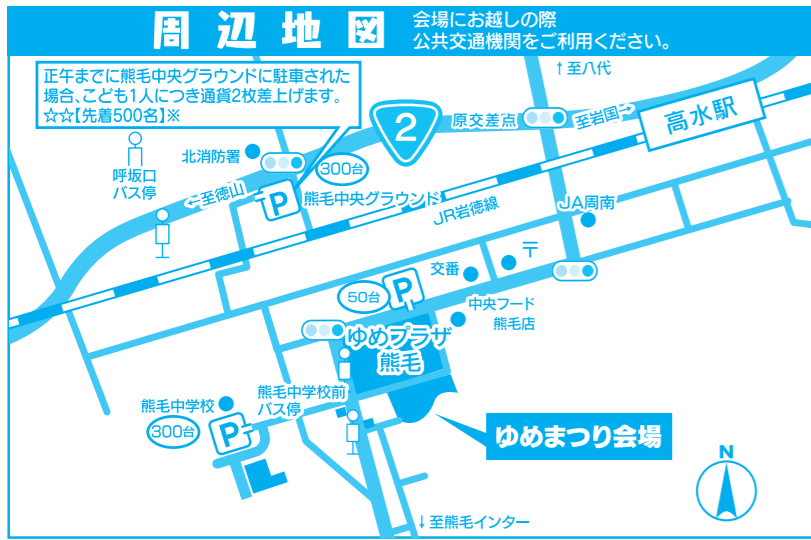 周辺地図
会場にお越しの際
公共交通機関をご利用ください。
正午までに熊毛中央グラウンドに駐車された
場合、こども1人につき通貨2枚差上げます。
☆☆【先着500名】※
↑至八代
2
原交差点
至岩国→
高水駅
呼坂口
バス停
北消防署
300台
←至徳山
P
熊毛中央グラウンド
JR岩徳線
JA周南
〒
交番
50台
P
中央フード
熊毛店
ゆめプラザ
熊毛
熊毛中学校前
バス停
熊毛中学校
300台
P
ゆめまつり会場
N
↓至熊毛インター